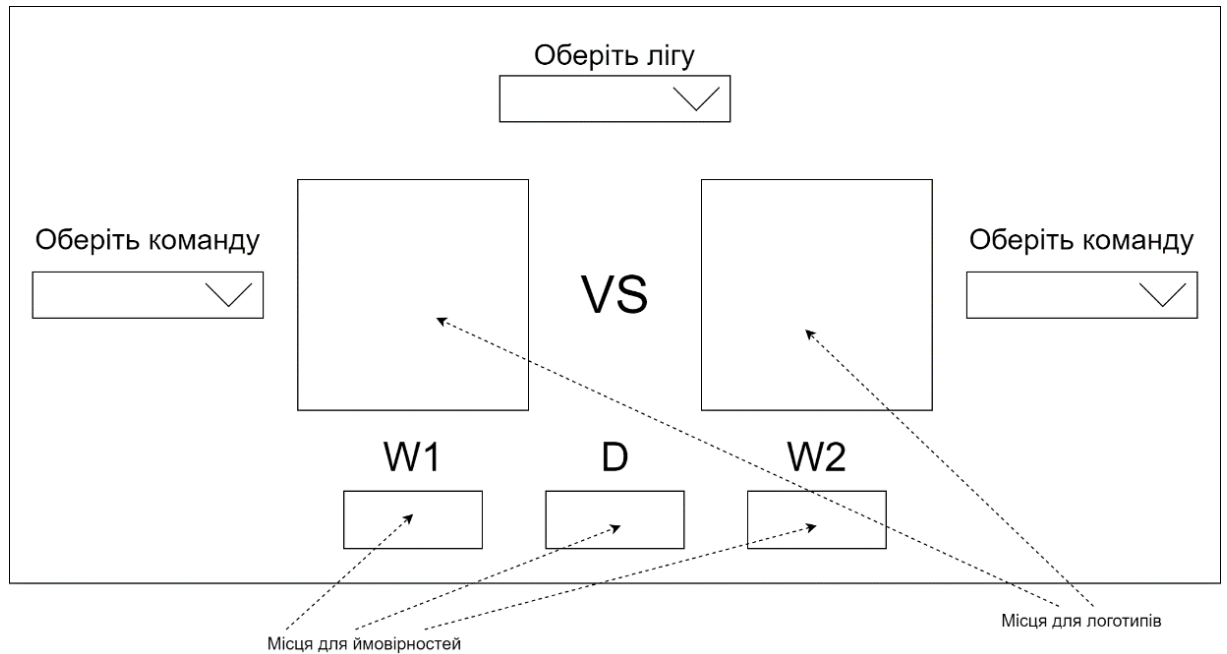 Оберіть лігу
Оберіть команду
VS
Оберіть команду
W1
D
W2
Місця для ймовірностей
Місця для логотипів